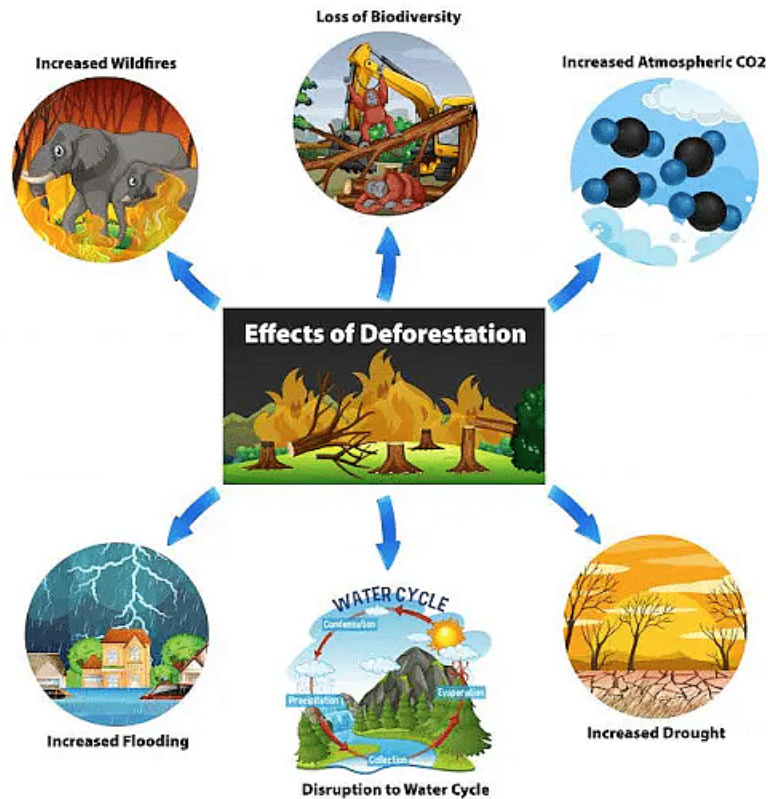 Loss of Biodiversity
Increased Wildfires
Increased Atmospheric CO2
Effects of Deforestation
WATER CYCLE
Condensation
Precipitation
Evaporation
Collection
Increased Flooding
Disruption to Water Cycle
Increased Drought